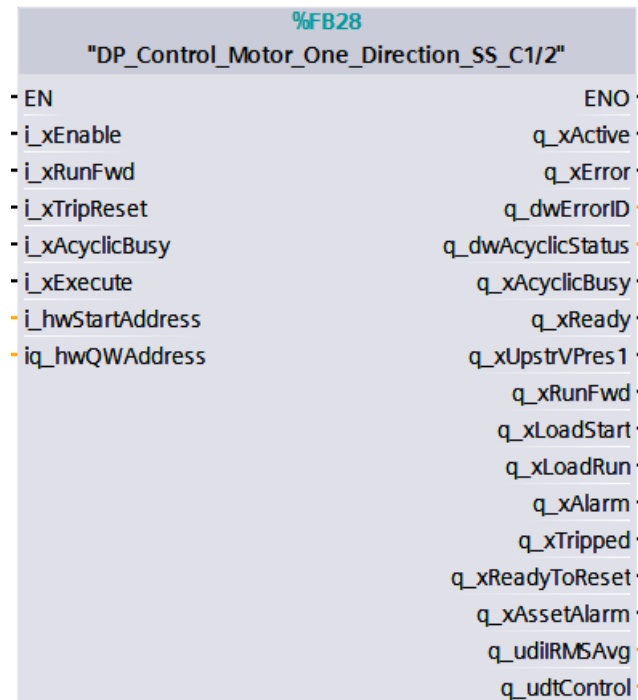 %FB28
"DP_Control_Motor_One_Direction_SS_C1/2"
EN ENO
i_xEnable q_xActive
i_xRunFwd q_xError
i_xTripReset q_dwErrorID
i_xAcyclicBusy q_dwAcyclicStatus
i_xExecute q_xAcyclicBusy
i_hwStartAddress q_xReady
iq_hwQWAddress q_xUpstrVPres1
q_xRunFwd
q_xLoadStart
q_xLoadRun
q_xAlarm
q_xTripped
q_xReadyToReset
q_xAssetAlarm
q_udiIRMSAvg
q_udtControl